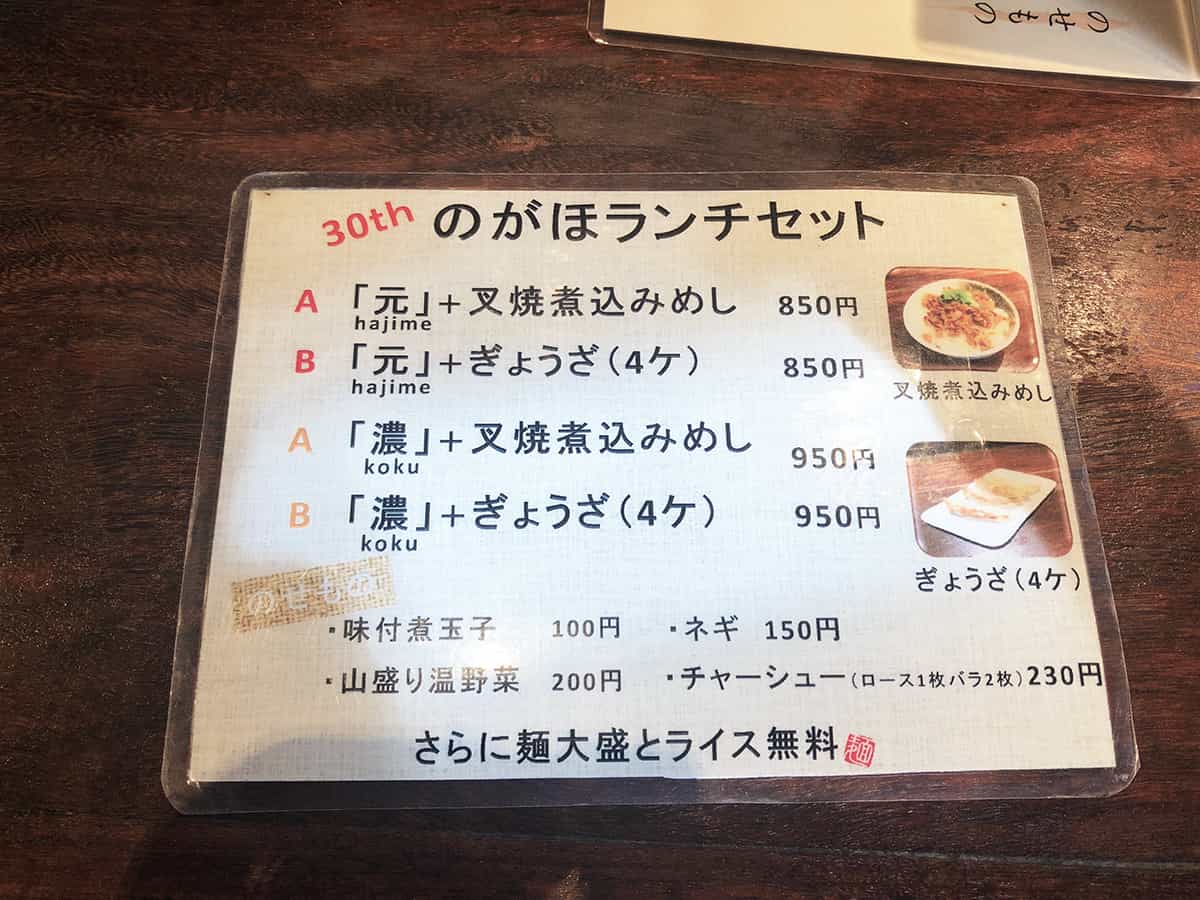 のせもの
30th のがほランチセット
A 「元」+叉焼煮込みめし 850円
hajime
B 「元」+ぎょうざ(4ケ) 850円
hajime
叉焼煮込みめし
A 「濃」+叉焼煮込みめし 950円
koku
B 「濃」+ぎょうざ(4ケ) 950円
koku
ぎょうざ(4ケ)
のせもの
・味付煮玉子 100円 ・ネギ 150円
・山盛り温野菜 200円 ・チャーシュー(ロース1枚バラ2枚)230円
さらに麺大盛とライス無料 麺